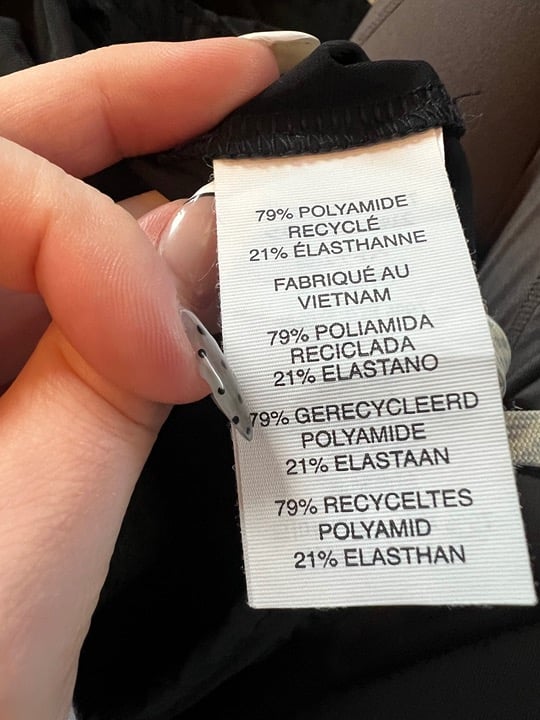 79% POLYAMIDE
RECYCLÉ
21% ÉLASTHANNE
FABRIQUÉ AU
VIETNAM
79% POLIAMIDA
RECICLADA
21% ELASTANO
79% GERECYCLEERD
POLYAMIDE
21% ELASTAAN
79% RECYCELTES
POLYAMID
21% ELASTHAN